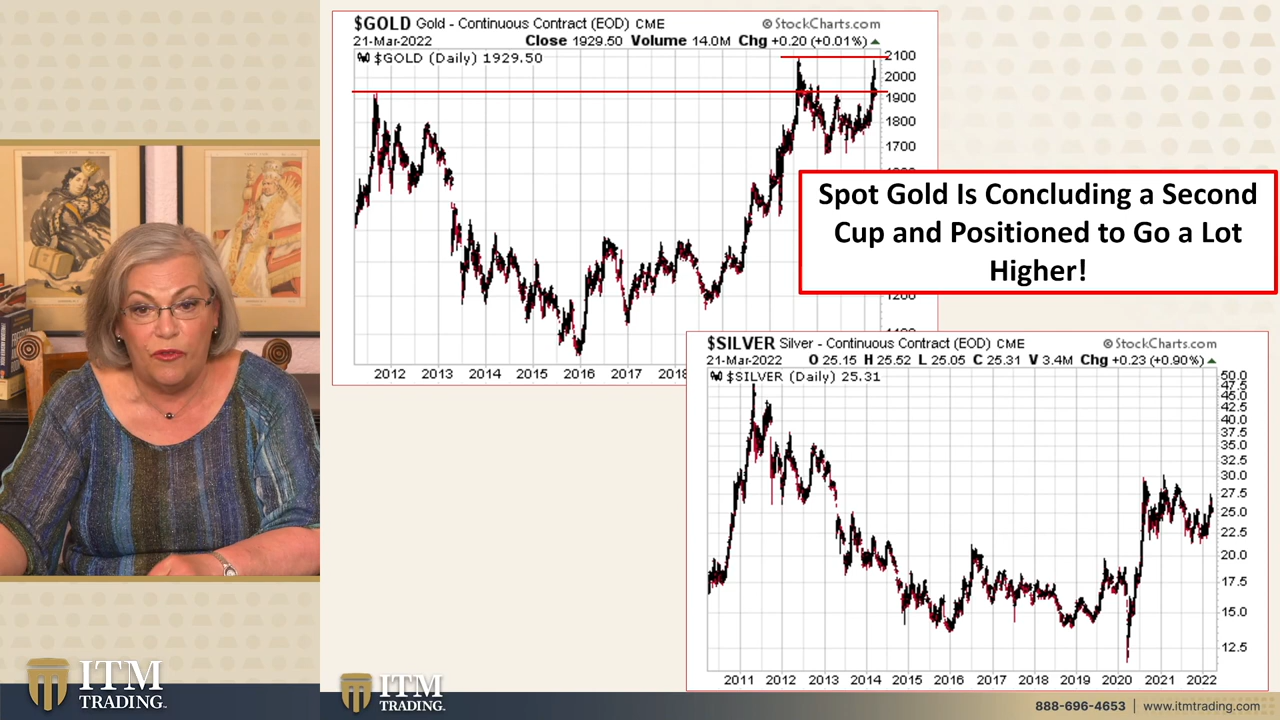 $GOLD Gold - Continuous Contract (EOD) CME © StockCharts.com
21-Mar-2022 Close 1929.50 Volume 14.0M Chg +0.20 (+0.01%)
$GOLD (Daily) 1929.50
2100
2000
1900
1800
1700
Spot Gold Is Concluding a Second
Cup and Positioned to Go a Lot
Higher!
2012 2013 2014 2015 2016 2017 2018
$SILVER Silver - Continuous Contract (EOD) CME © StockCharts.com
21-Mar-2022 O 25.15 H 25.52 L 25.05 C 25.31 V 3.4M Chg +0.23 (+0.90%)
$SILVER (Daily) 25.31
50.0
47.5
45.0
42.5
40.0
37.5
35.0
32.5
30.0
27.5
25.0
22.5
20.0
17.5
15.0
12.5
2011 2012 2013 2014 2015 2016 2017 2018 2019 2020 2021 2022
ITM
TRADING
ITM
TRADING
888-696-4653 | www.itmtrading.com